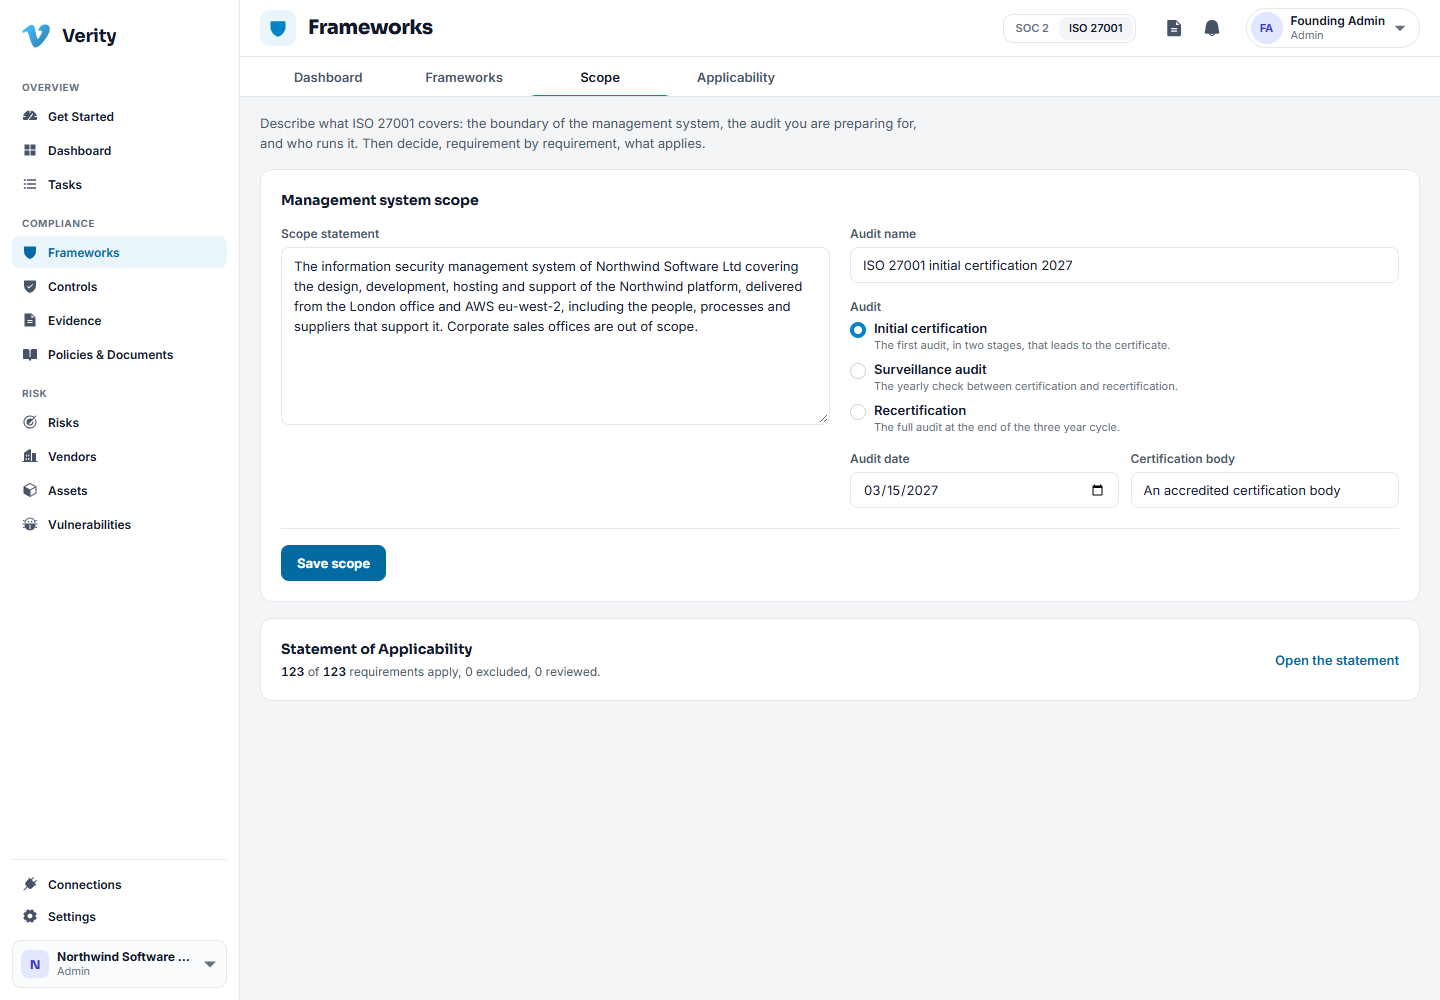 Verity
OVERVIEW
Get Started
Dashboard
Tasks
COMPLIANCE
Frameworks
Controls
Evidence
Policies & Documents
RISK
Risks
Vendors
Assets
Vulnerabilities
Connections
Settings
N
Northwind Software ...
Admin
Frameworks
SOC 2
ISO 27001
FA
Founding Admin
Admin
Dashboard
Frameworks
Scope
Applicability
Describe what ISO 27001 covers: the boundary of the management system, the audit you are preparing for,
and who runs it. Then decide, requirement by requirement, what applies.
Management system scope
Scope statement
The information security management system of Northwind Software Ltd covering
the design, development, hosting and support of the Northwind platform, delivered
from the London office and AWS eu-west-2, including the people, processes and
suppliers that support it. Corporate sales offices are out of scope.
Audit name
ISO 27001 initial certification 2027
Audit
Initial certification
The first audit, in two stages, that leads to the certificate.
Surveillance audit
The yearly check between certification and recertification.
Recertification
The full audit at the end of the three year cycle.
Audit date
03/15/2027
Certification body
An accredited certification body
Save scope
Statement of Applicability
123 of 123 requirements apply, 0 excluded, 0 reviewed.
Open the statement